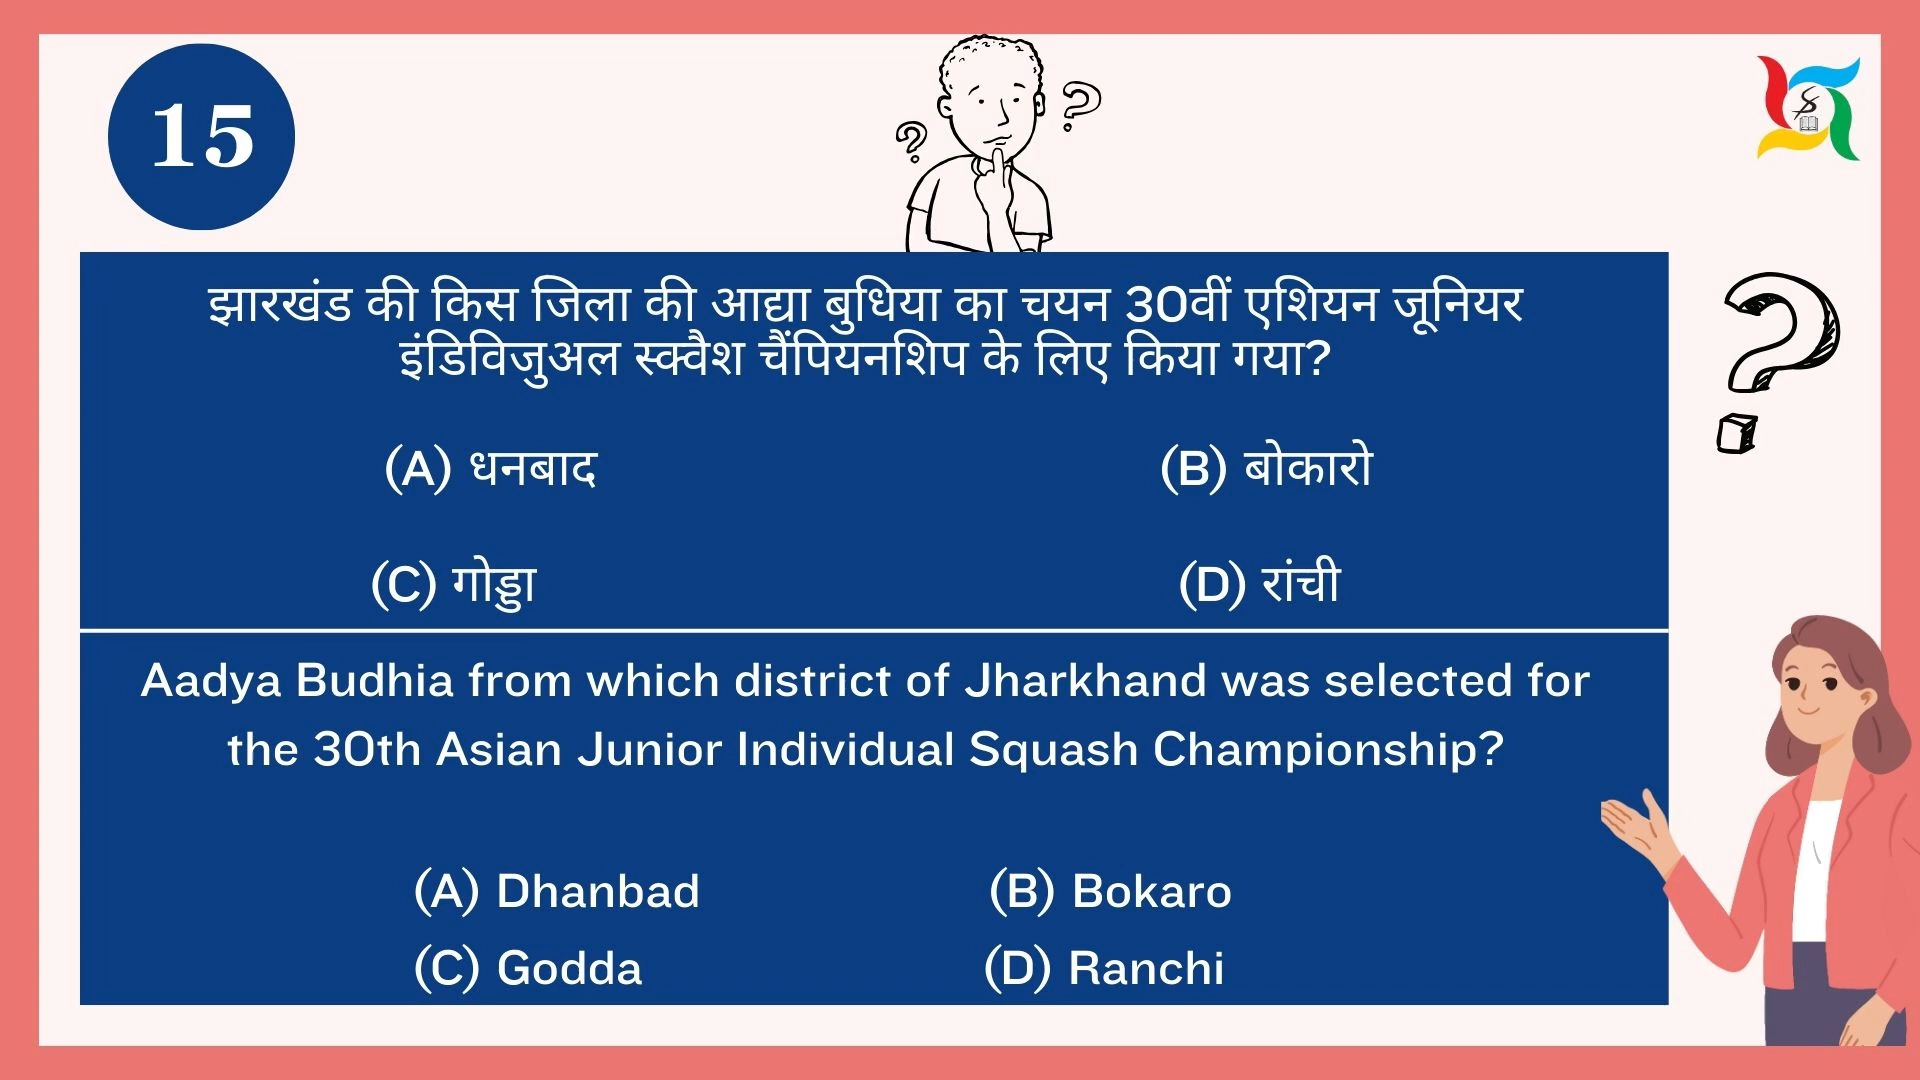 15
झारखंड की किस जिला की आद्या बुधिया का चयन 30वीं एशियन जूनियर
इंडिविजुअल स्क्वैश चैंपियनशिप के लिए किया गया?
(A) धनबाद (B) बोकारो
(C) गोड्डा (D) रांची
Aadya Budhia from which district of Jharkhand was selected for
the 30th Asian Junior Individual Squash Championship?
(A) Dhanbad (B) Bokaro
(C) Godda (D) Ranchi